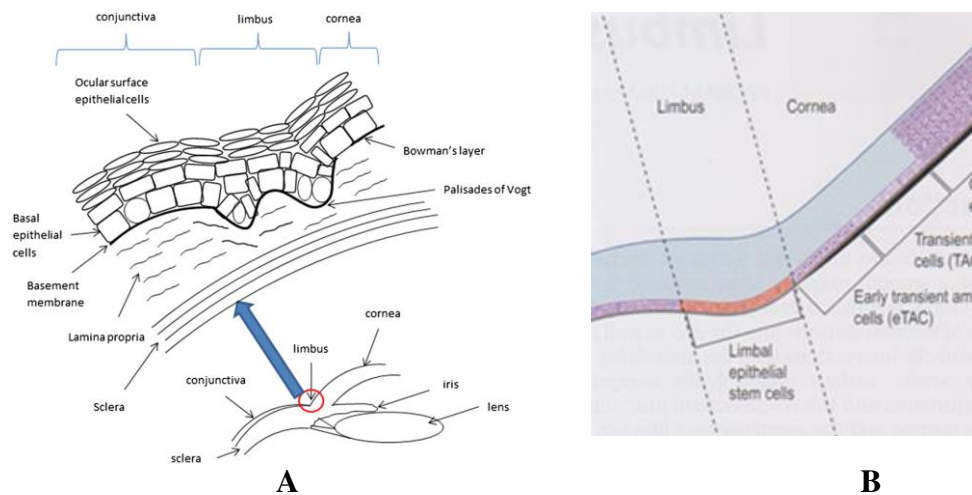 conjunctiva
limbus
cornea
Ocular surface
epithelial cells
Bowman's layer
Palisades of Vogt
Basal
epithelial
cells
Basement
membrane
Lamina propria
Sclera
cornea
limbus
conjunctiva
iris
lens
sclera
A
Limbus
Cornea
Transient
cells (TAC
Early transient am
cells (eTAC)
Limbal
epithelial
stem cells
B